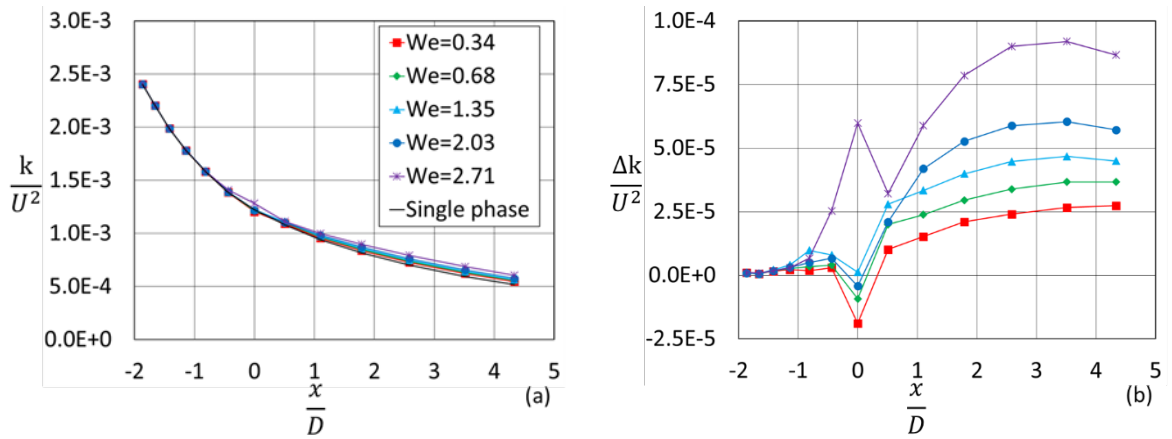 3.0E-3
2.5E-3
2.0E-3
1.5E-3
1.0E-3
5.0E-4
0.0E+0
k
U²
We=0.34
We=0.68
We=1.35
We=2.03
We=2.71
Single phase
-2 -1 0 1 2 3 4 5
x
D
(a)
1.0E-4
7.5E-5
5.0E-5
2.5E-5
0.0E+0
-2.5E-5
Δk
U²
-2 -1 0 1 2 3 4 5
x
D
(b)